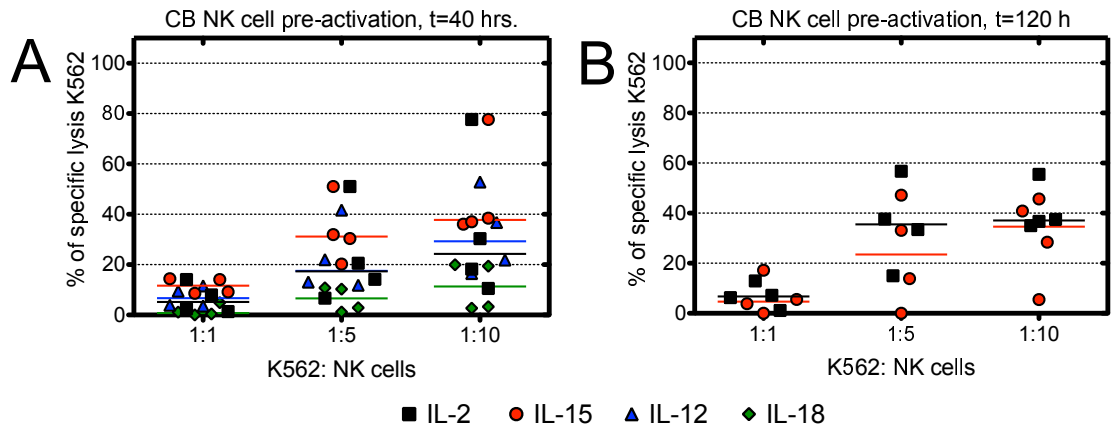 CB NK cell pre-activation, t=40 hrs.
A
% of specific lysis K562
100
80
60
40
20
0
1:1 1:5 1:10
K562: NK cells
CB NK cell pre-activation, t=120 h
B
% of specific lysis K562
100
80
60
40
20
0
1:1 1:5 1:10
K562: NK cells
IL-2 IL-15 IL-12 IL-18